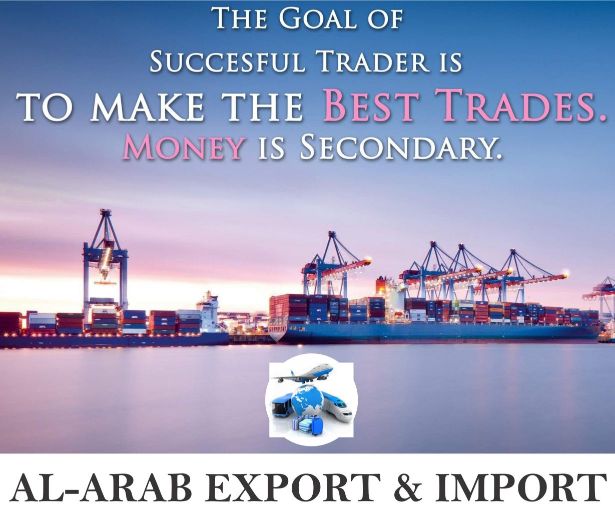 The Goal of
Succesful Trader is
to make the Best Trades.
Money is Secondary.
AL-ARAB EXPORT & IMPORT